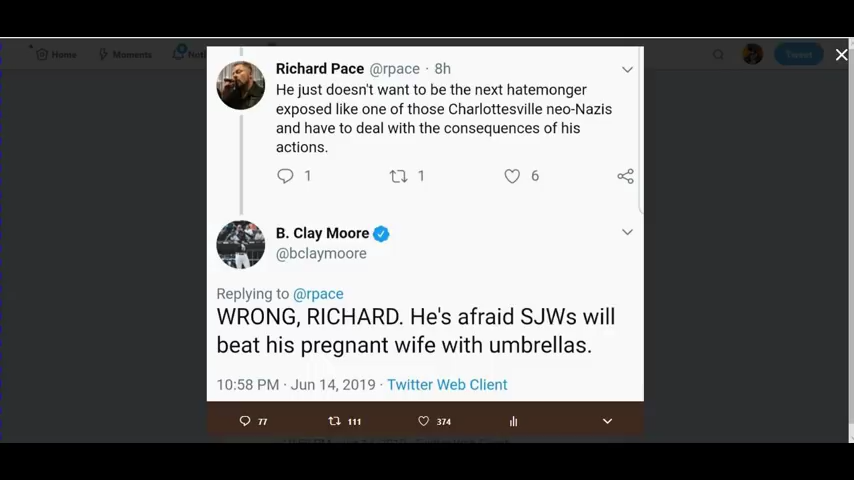 Home Moments
Tweet
Richard Pace @rpace · 8h
He just doesn't want to be the next hatemonger
exposed like one of those Charlottesville neo-Nazis
and have to deal with the consequences of his
actions.
1 1 6
B. Clay Moore
@bclaymoore
Replying to @rpace
WRONG, RICHARD. He's afraid SJWs will
beat his pregnant wife with umbrellas.
10:58 PM · Jun 14, 2019 · Twitter Web Client
77 111 374